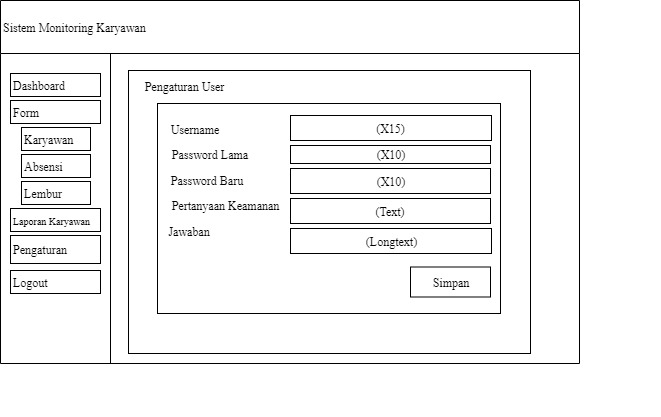 Sistem Monitoring Karyawan
Dashboard
Form
Karyawan
Absensi
Lembur
Laporan Karyawan
Pengaturan
Logout
Pengaturan User
Username (X15)
Password Lama (X10)
Password Baru (X10)
Pertanyaan Keamanan (Text)
Jawaban (Longtext)
Simpan